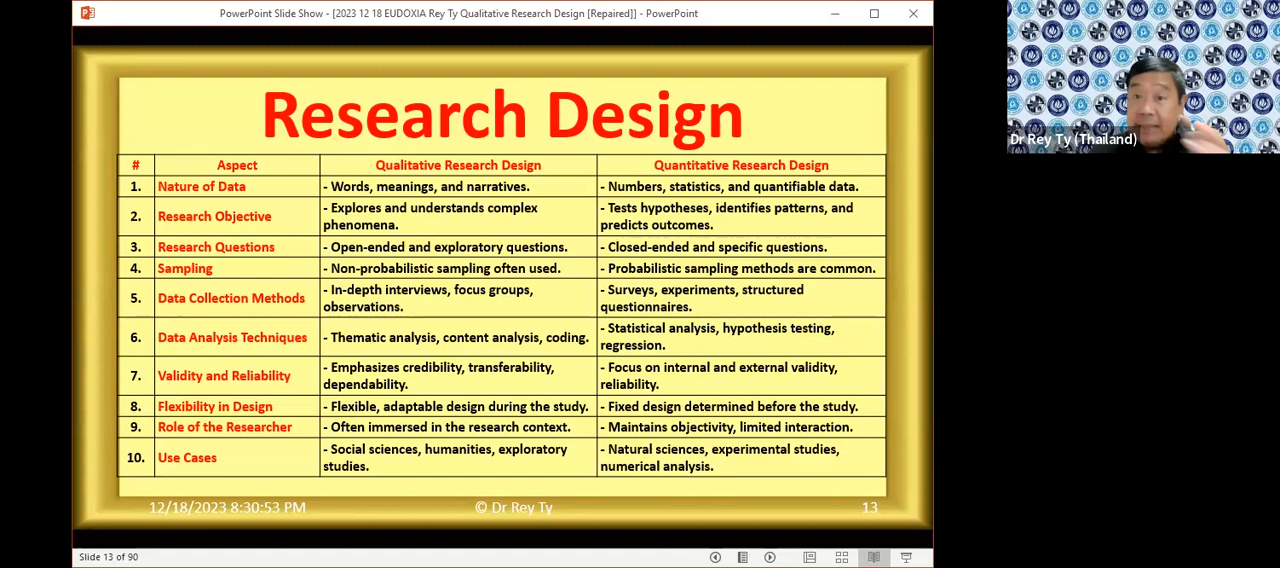 PowerPoint Slide Show - [2023 12 18 EUDOXIA Rey Ty Qualitative Research Design [Repaired]] - PowerPoint
Research Design
# Aspect Qualitative Research Design Quantitative Research Design
1. Nature of Data - Words, meanings, and narratives. - Numbers, statistics, and quantifiable data.
2. Research Objective - Explores and understands complex phenomena. - Tests hypotheses, identifies patterns, and predicts outcomes.
3. Research Questions - Open-ended and exploratory questions. - Closed-ended and specific questions.
4. Sampling - Non-probabilistic sampling often used. - Probabilistic sampling methods are common.
5. Data Collection Methods - In-depth interviews, focus groups, observations. - Surveys, experiments, structured questionnaires.
6. Data Analysis Techniques - Thematic analysis, content analysis, coding. - Statistical analysis, hypothesis testing, regression.
7. Validity and Reliability - Emphasizes credibility, transferability, dependability. - Focus on internal and external validity, reliability.
8. Flexibility in Design - Flexible, adaptable design during the study. - Fixed design determined before the study.
9. Role of the Researcher - Often immersed in the research context. - Maintains objectivity, limited interaction.
10. Use Cases - Social sciences, humanities, exploratory studies. - Natural sciences, experimental studies, numerical analysis.
12/18/2023 8:30:53 PM © Dr Rey Ty 13
Slide 13 of 90
Dr Rey Ty (Thailand)